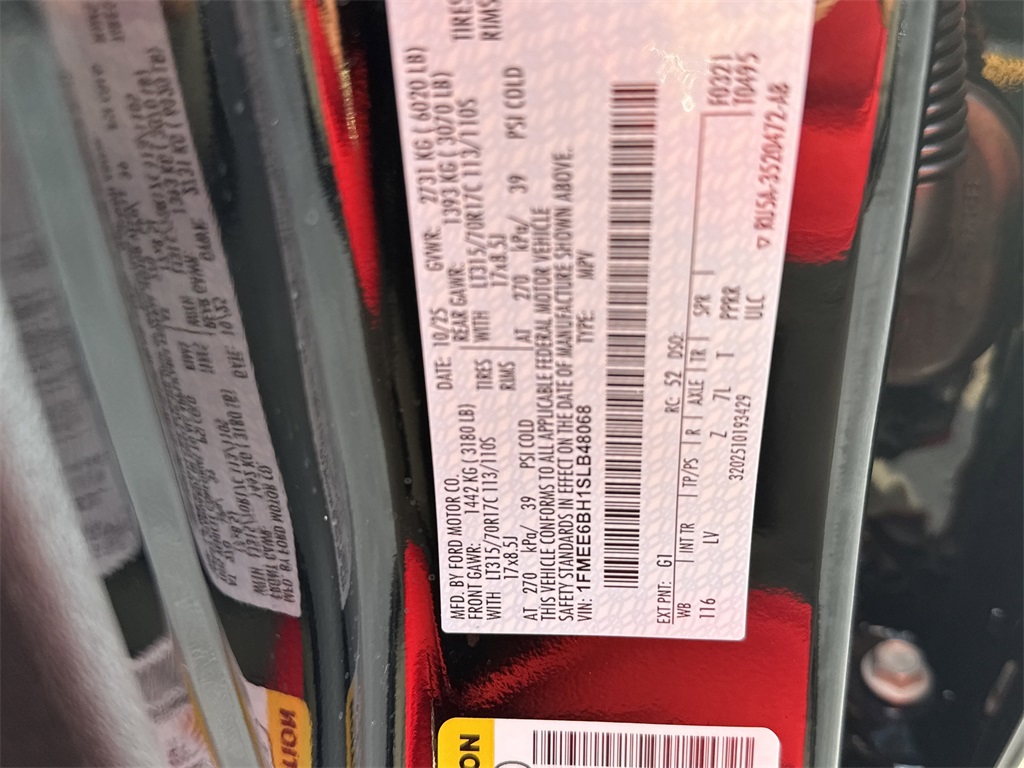 MFD. BY FORD MOTOR CO.
DATE: 10/25
GVWR: 2731 KG ( 6020 LB)
FRONT GAWR: 1442 KG ( 3180 LB)
REAR GAWR: 1393 KG ( 3070 LB)
WITH LT315/70R17C 113/110S TIRES
WITH LT315/70R17C 113/110S TIRES
17x8.5J RIMS
17x8.5J RIMS
AT 270 kPa/ 39 PSI COLD
AT 270 kPa/ 39 PSI COLD
THIS VEHICLE CONFORMS TO ALL APPLICABLE FEDERAL MOTOR VEHICLE
SAFETY STANDARDS IN EFFECT ON THE DATE OF MANUFACTURE SHOWN ABOVE.
VIN: 1FMEE6BH1SLB48068
TYPE: MPV
EXT PNT: G1 RC: 52 DSO:
F0321
T0495
WB INT TR TP/PS R AXLE TR SPR
116 LV Z 7L T PPRR
ULC
3202510193429
▽ RU5A-3520472-AB
ION